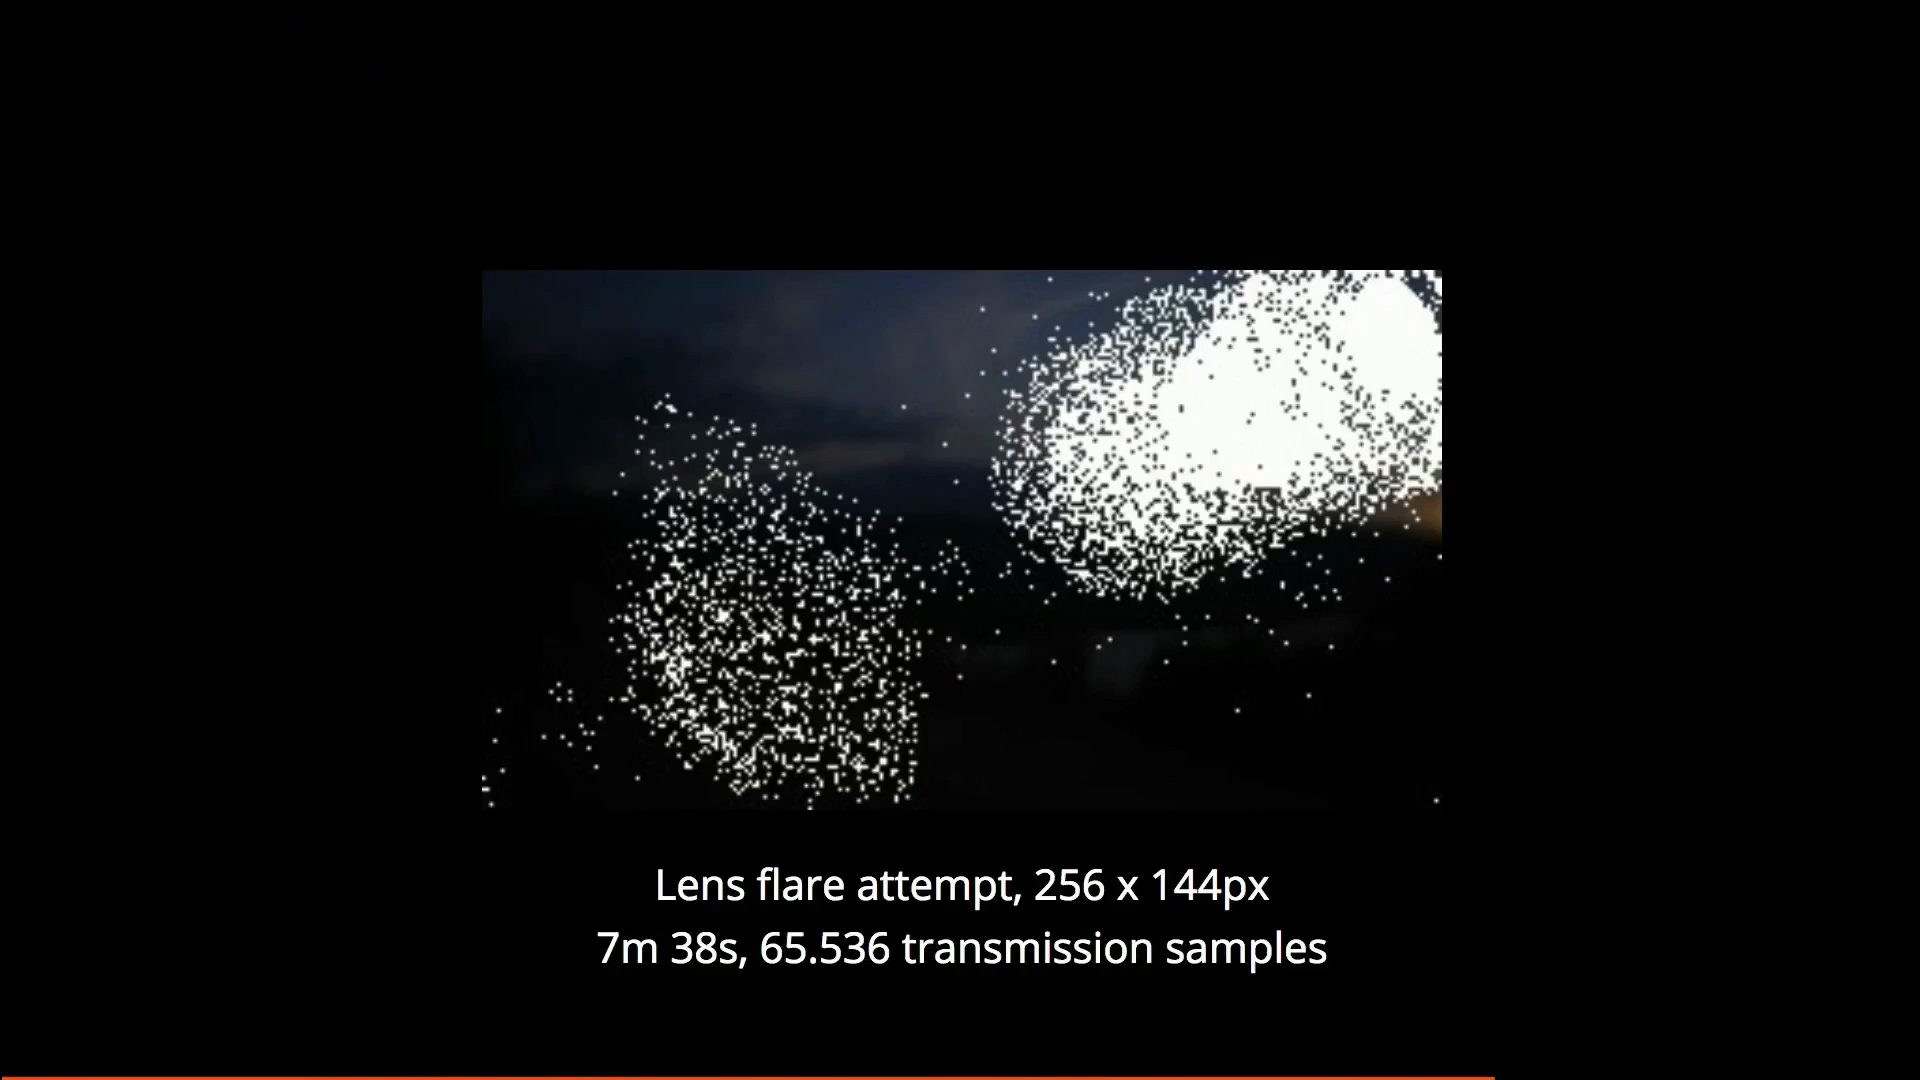 Lens flare attempt, 256 x 144px
7m 38s, 65.536 transmission samples